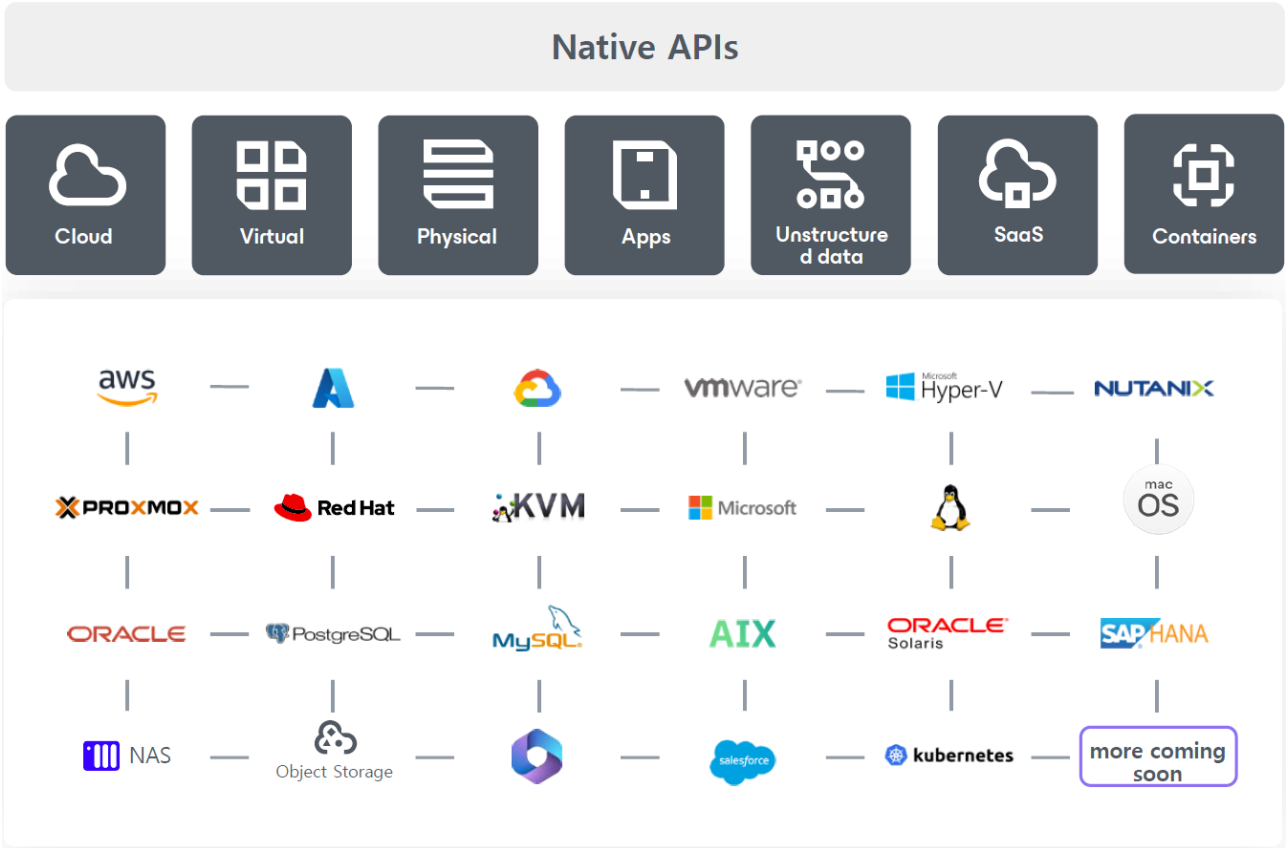 Native APIs
Cloud
Virtual
Physical
Apps
Unstructure
d data
SaaS
Containers
aws
vmware®
Microsoft
Hyper-V
NUTANIX
PROXMOX
Red Hat
KVM
Microsoft
mac
OS
ORACLE
PostgreSQL
MySQL®
AIX
ORACLE®
Solaris
SAP HANA
NAS
Object Storage
salesforce
kubernetes
more coming
soon